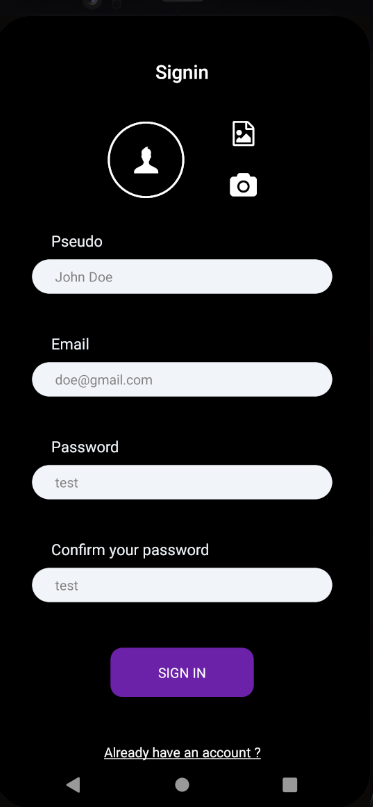 Signin
Pseudo
John Doe
Email
doe@gmail.com
Password
test
Confirm your password
test
SIGN IN
Already have an account ?